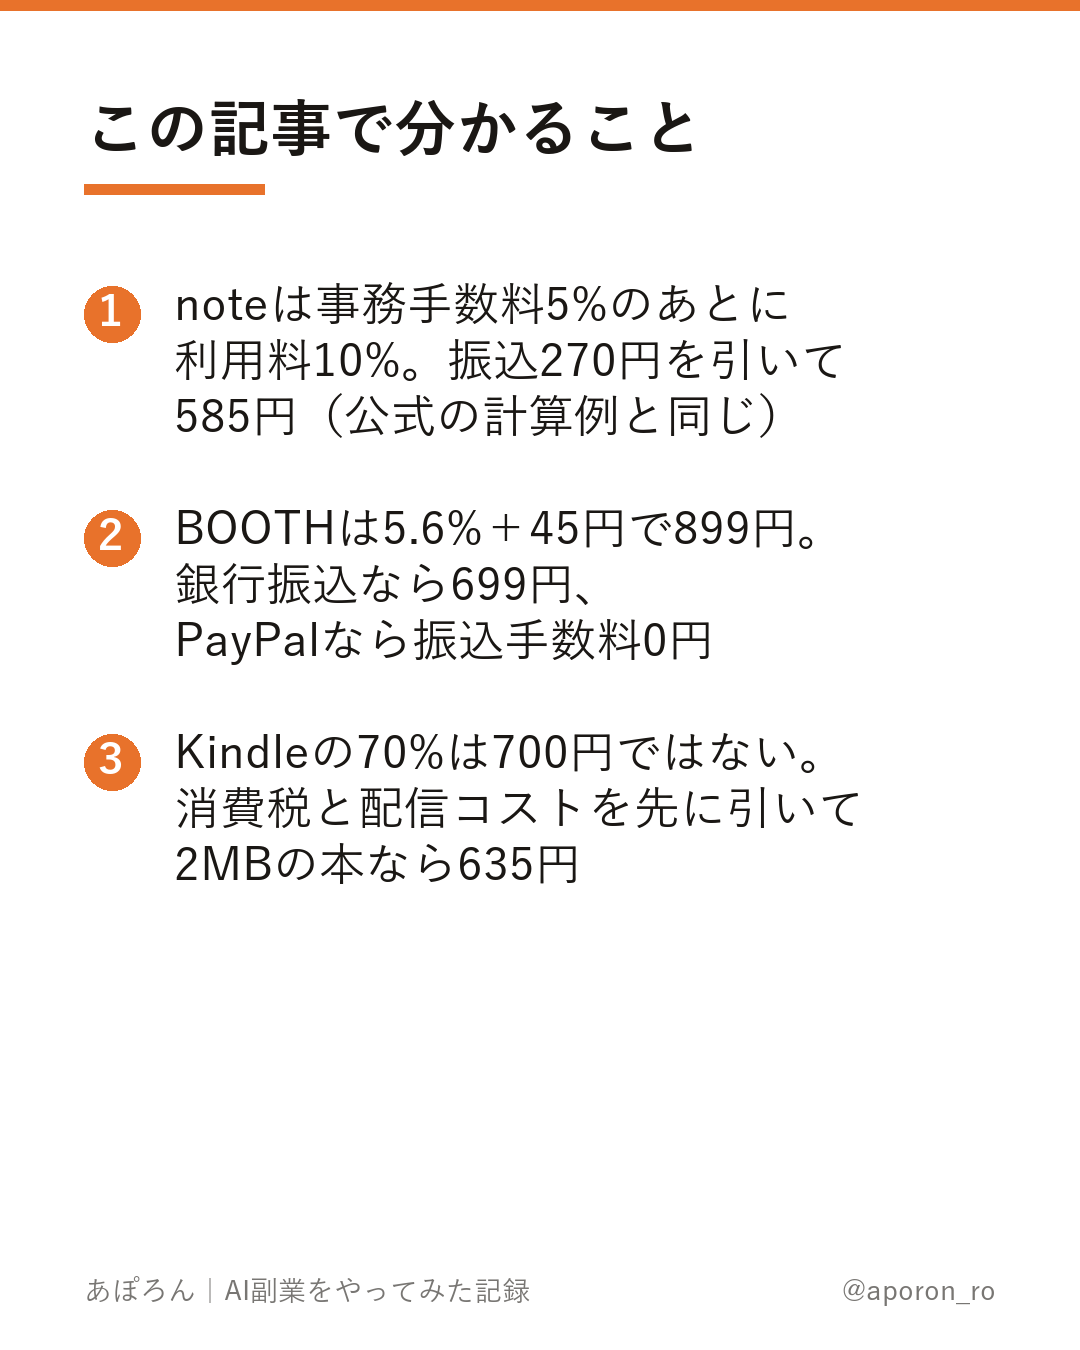 この記事で分かること
1 noteは事務手数料5%のあとに
利用料10%。振込270円を引いて
585円（公式の計算例と同じ）
2 BOOTHは5.6%＋45円で899円。
銀行振込なら699円、
PayPalなら振込手数料0円
3 Kindleの70%は700円ではない。
消費税と配信コストを先に引いて
2MBの本なら635円
あぽろん｜AI副業をやってみた記録
@aporon_ro